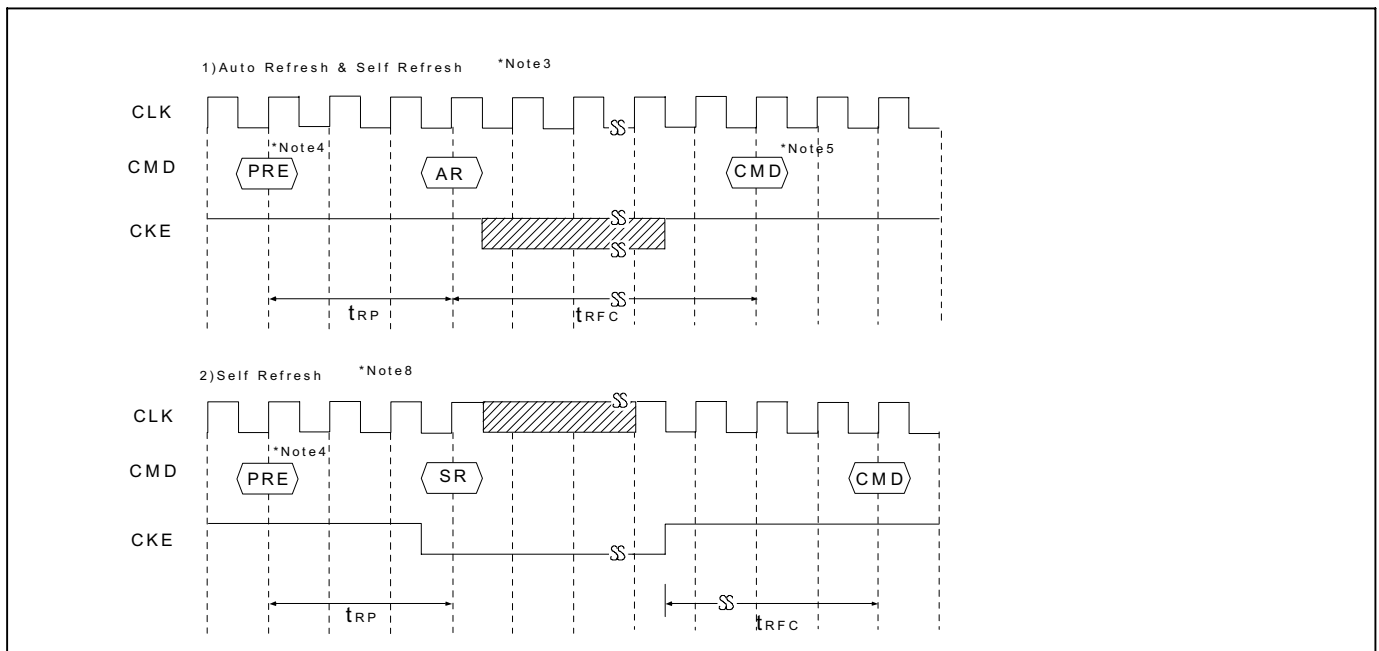 1)Auto Refresh & Self Refresh *Note3
CLK
CMD PRE *Note4 AR CMD *Note5
CKE
tRP tRFC
2)Self Refresh *Note8
CLK
CMD PRE *Note4 SR CMD
CKE
tRP tRFC